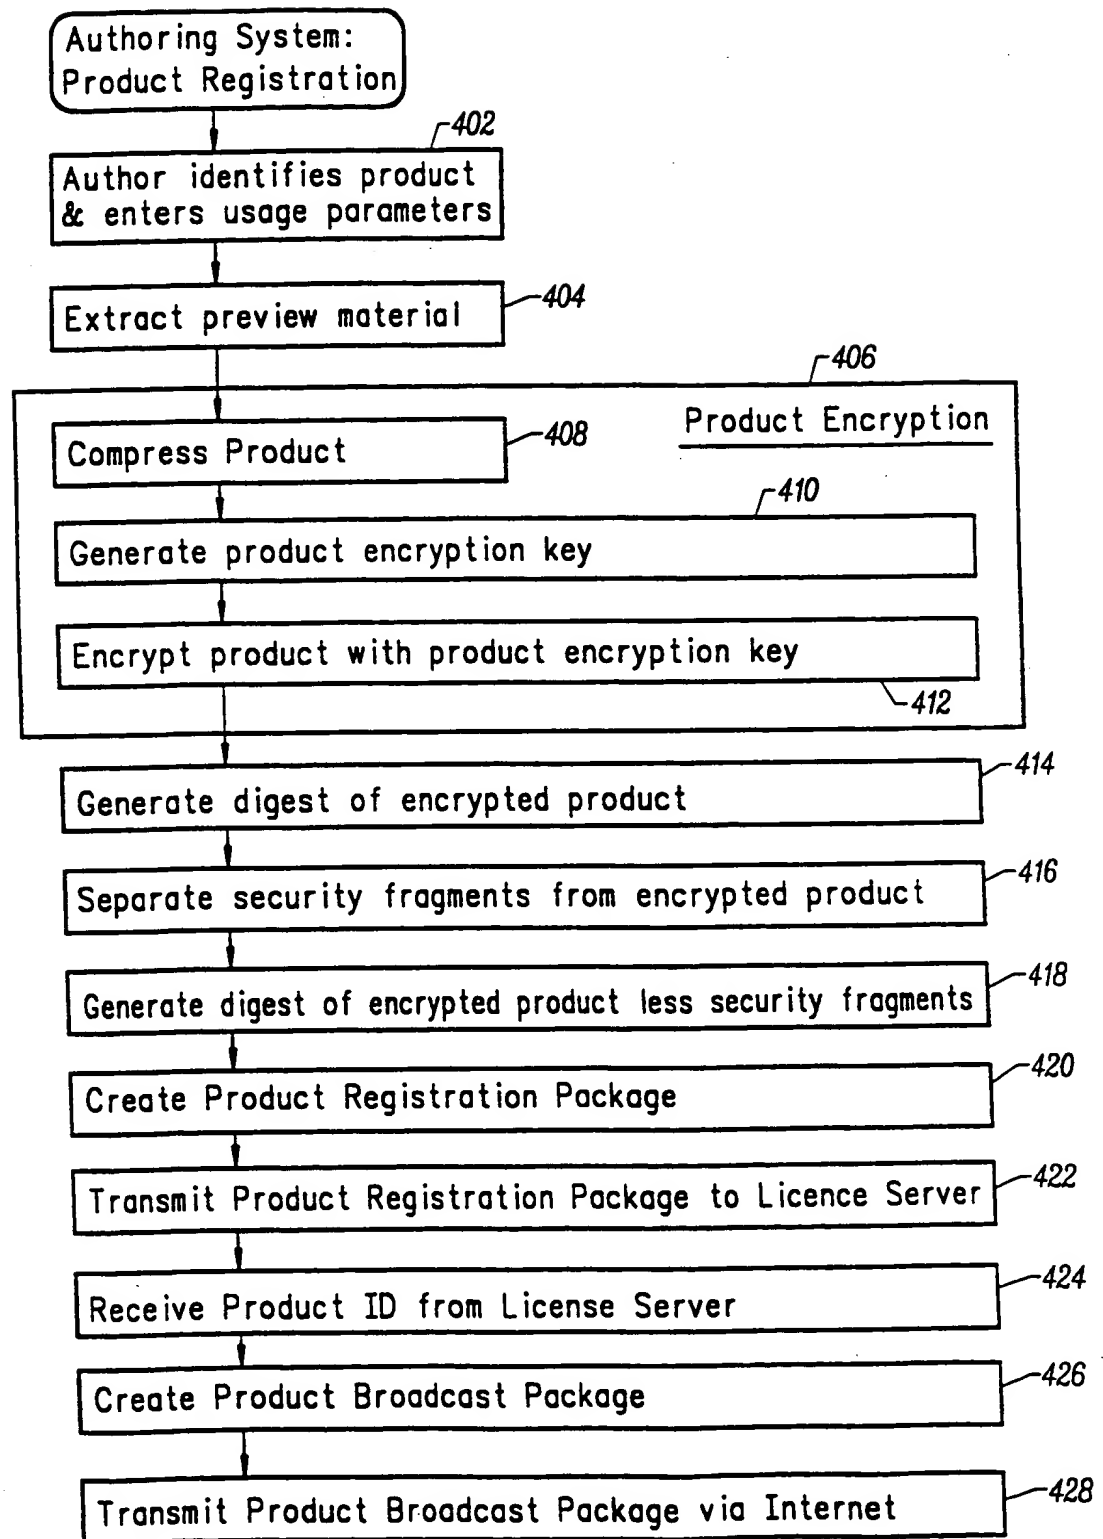 Authoring System:
Product Registration
402
Author identifies product
& enters usage parameters
404
Extract preview material
406
Product Encryption
Compress Product
408
410
Generate product encryption key
Encrypt product with product encryption key
412
414
Generate digest of encrypted product
416
Separate security fragments from encrypted product
418
Generate digest of encrypted product less security fragments
420
Create Product Registration Package
422
Transmit Product Registration Package to Licence Server
424
Receive Product ID from License Server
426
Create Product Broadcast Package
428
Transmit Product Broadcast Package via Internet